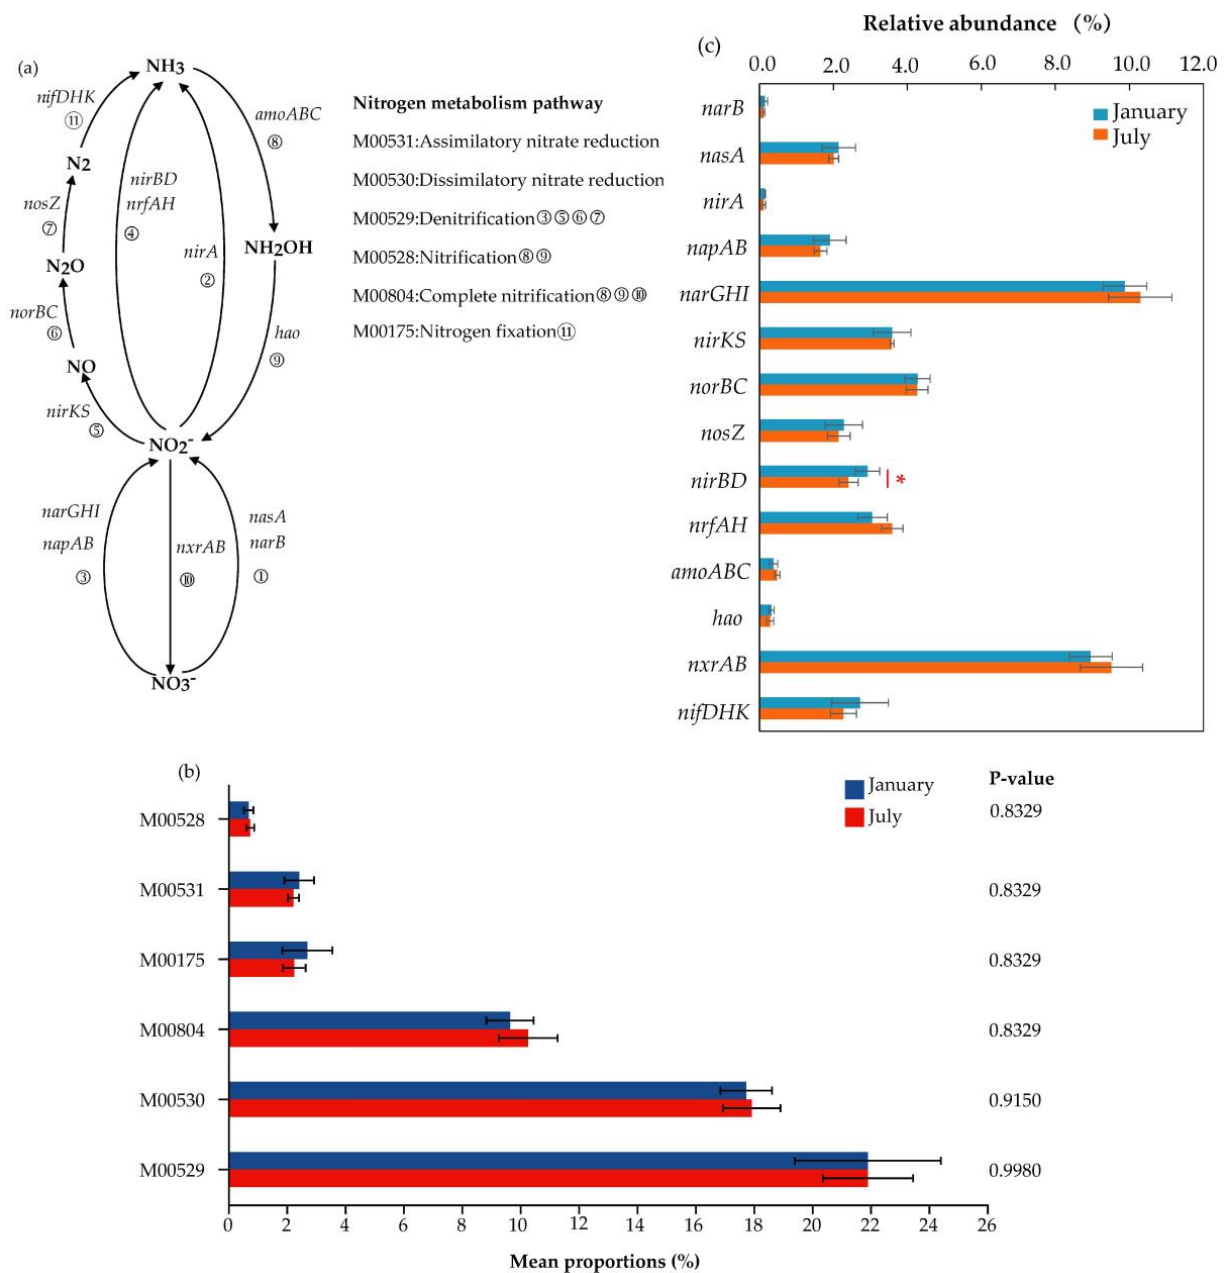 (a)
NH3
nifDHK
⑪
amoABC
⑧
N2
nirBD
nrfAH
④
nosZ
⑦
nirA
②
NH2OH
N2O
norBC
⑥
hao
⑨
NO
nirKS
⑤
NO2-
narGHI
napAB
③
nxrAB
⑩
nasA
narB
①
NO3-
Nitrogen metabolism pathway
M00531:Assimilatory nitrate reduction
M00530:Dissimilatory nitrate reduction
M00529:Denitrification③⑤⑥⑦
M00528:Nitrification⑧⑨
M00804:Complete nitrification⑧⑨⑩
M00175:Nitrogen fixation⑪
(c)
Relative abundance (%)
0.0 2.0 4.0 6.0 8.0 10.0 12.0
January
July
narB
nasA
nirA
napAB
narGHI
nirKS
norBC
nosZ
nirBD
*
nrfAH
amoABC
hao
nxrAB
nifDHK
(b)
January
July
P-value
M00528 0.8329
M00531 0.8329
M00175 0.8329
M00804 0.8329
M00530 0.9150
M00529 0.9980
0 2 4 6 8 10 12 14 16 18 20 22 24 26
Mean proportions (%)